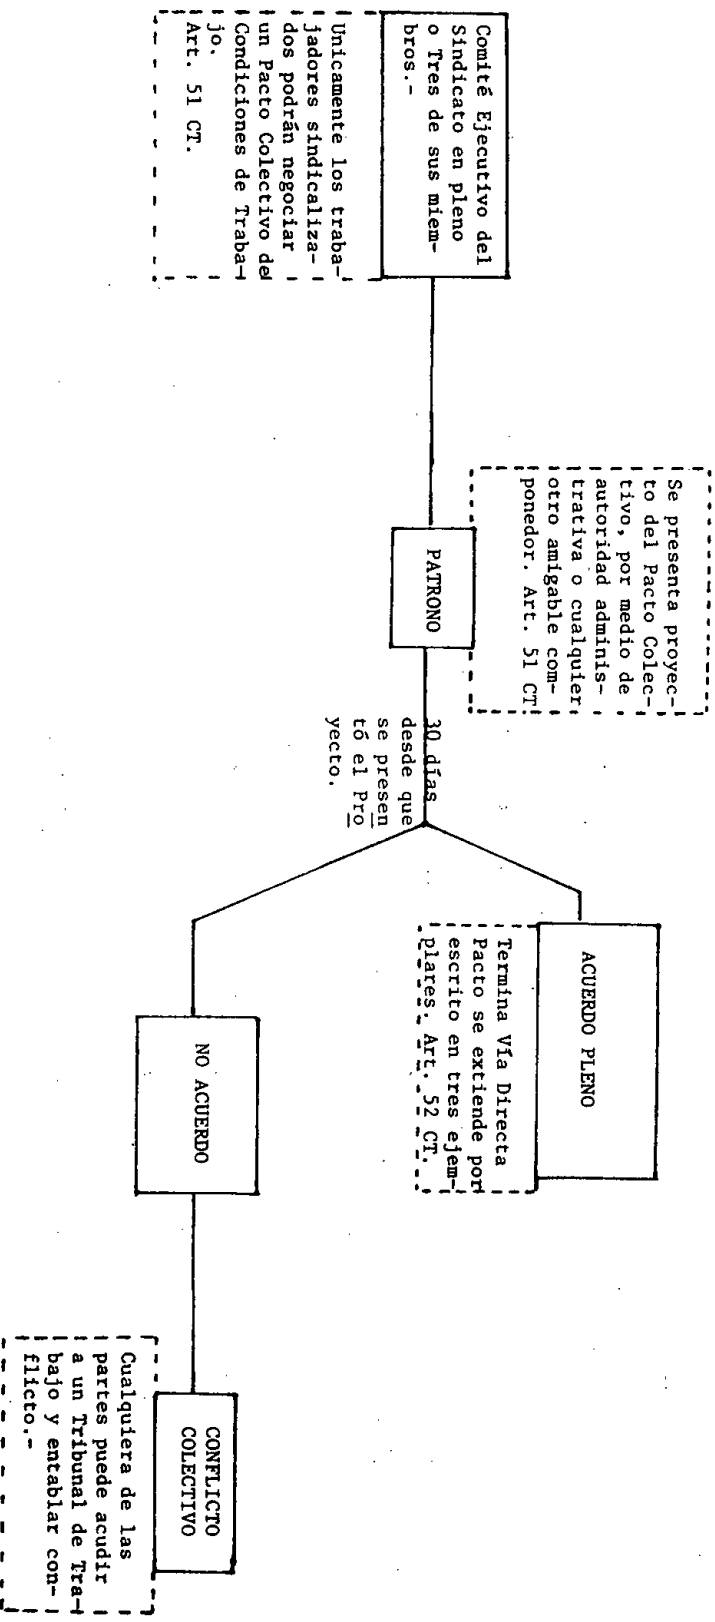 Comité Ejecutivo del
Sindicato en pleno
o Tres de sus miem-
bros.-
Unicamente los traba-
jadores sindicaliza-
dos podrán negociar
un Pacto Colectivo de
Condiciones de Traba-
jo.
Art. 51 CT.
Se presenta proyec-
to del Pacto Colec-
tivo, por medio de
autoridad adminis-
trativa o cualquier
otro amigable com-
ponedor. Art. 51 CT
PATRONO
30 días
desde que
se presen
tó el Pro
yecto.
ACUERDO PLENO
Termina Vía Directa
Pacto se extiende por
escrito en tres ejem-
plares. Art. 52 CT.
NO ACUERDO
CONFLICTO
COLECTIVO
Cualquiera de las
partes puede acudir
a un Tribunal de Tra-
bajo y entablar con-
flicto.-